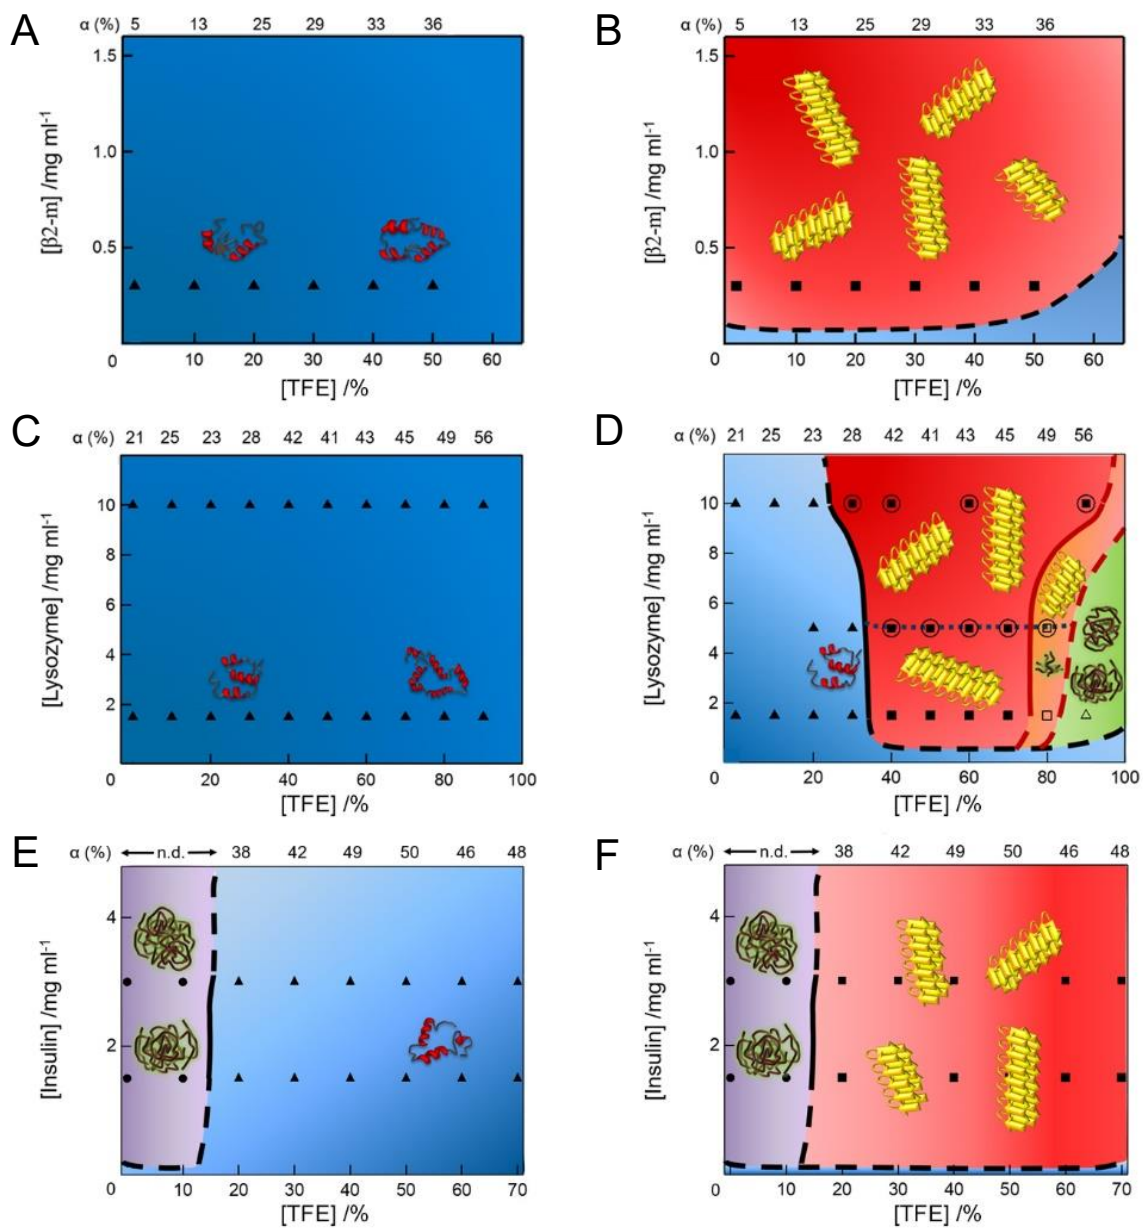 A
α (%) 5 13 25 29 33 36
[β2-m] /mg ml⁻¹
1.5
1.0
0.5
0 10 20 30 40 50 60
[TFE] /%
B
α (%) 5 13 25 29 33 36
[β2-m] /mg ml⁻¹
1.5
1.0
0.5
0 10 20 30 40 50 60
[TFE] /%
C
α (%) 21 25 23 28 42 41 43 45 49 56
[Lysozyme] /mg ml⁻¹
10
8
6
4
2
0 20 40 60 80 100
[TFE] /%
D
α (%) 21 25 23 28 42 41 43 45 49 56
[Lysozyme] /mg ml⁻¹
10
8
6
4
2
0 20 40 60 80 100
[TFE] /%
E
α (%) ←n.d.→ 38 42 49 50 46 48
[Insulin] /mg ml⁻¹
4
2
0 10 20 30 40 50 60 70
[TFE] /%
F
α (%) ←n.d.→ 38 42 49 50 46 48
[Insulin] /mg ml⁻¹
4
2
0 10 20 30 40 50 60 70
[TFE] /%